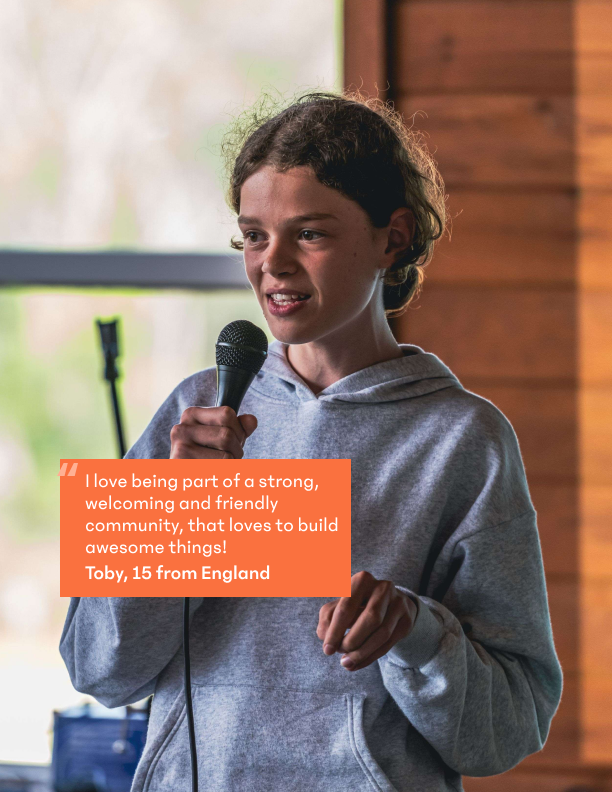 “
I love being part of a strong,
welcoming and friendly
community, that loves to build
awesome things!
Toby, 15 from England